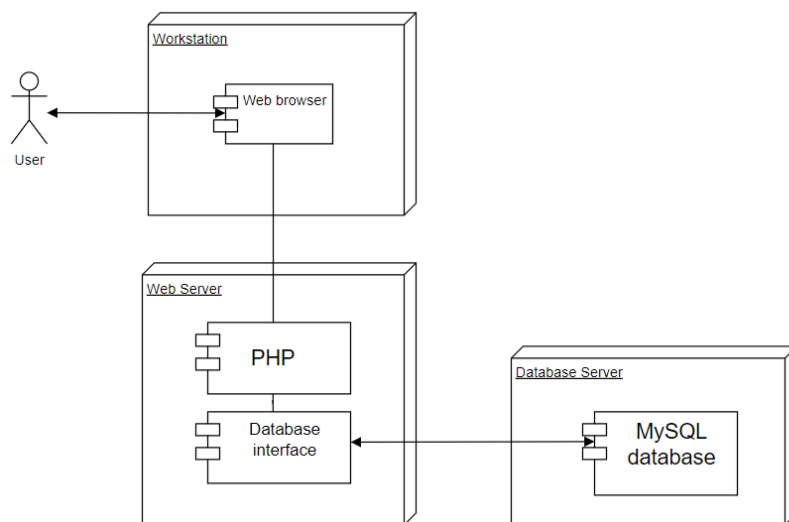 Workstation
Web browser
User
Web Server
PHP
Database
interface
Database Server
MySQL
database